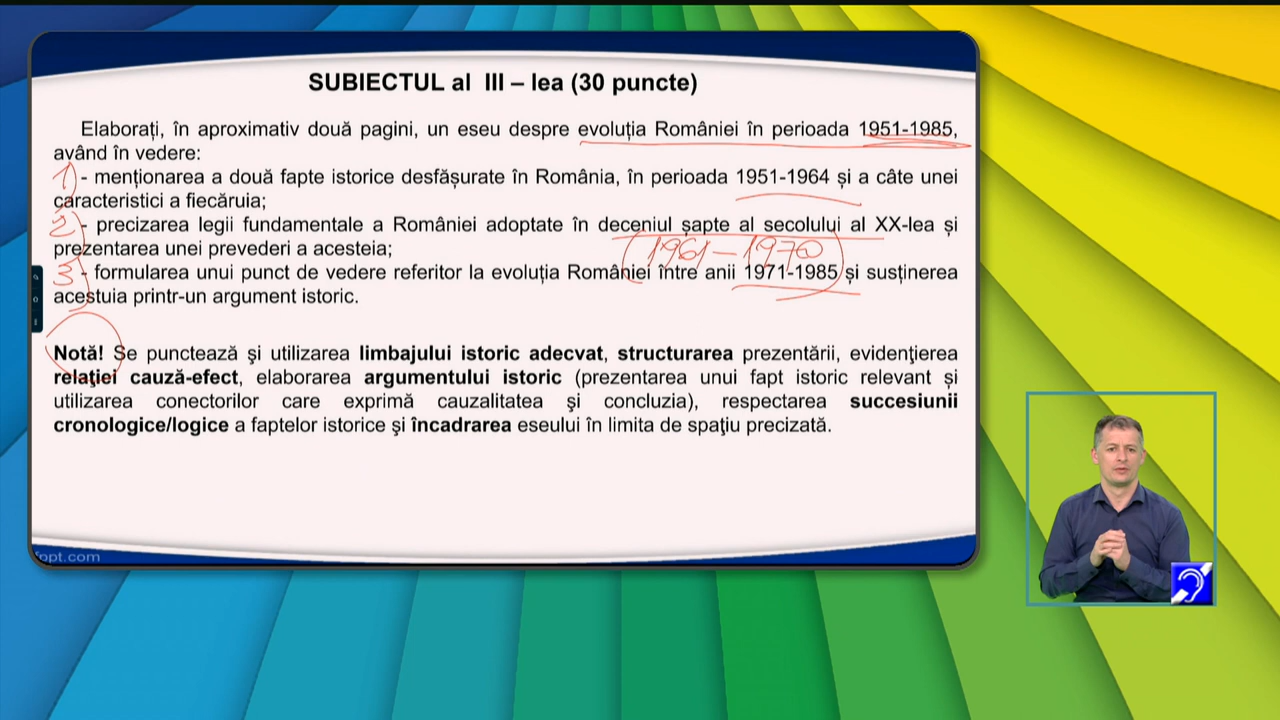 SUBIECTUL al III – lea (30 puncte)
Elaborați, în aproximativ două pagini, un eseu despre evoluția României în perioada 1951-1985,
având în vedere:
1) - menționarea a două fapte istorice desfășurate în România, în perioada 1951-1964 și a câte unei
caracteristici a fiecăruia;
2) - precizarea legii fundamentale a României adoptate în deceniul șapte al secolului al XX-lea și
prezentarea unei prevederi a acesteia;
(1961 – 1970)
3) - formularea unui punct de vedere referitor la evoluția României între anii 1971-1985 și susținerea
acestuia printr-un argument istoric.
Notă! Se punctează şi utilizarea limbajului istoric adecvat, structurarea prezentării, evidenţierea
relaţiei cauză-efect, elaborarea argumentului istoric (prezentarea unui fapt istoric relevant și
utilizarea conectorilor care exprimă cauzalitatea şi concluzia), respectarea succesiunii
cronologice/logice a faptelor istorice şi încadrarea eseului în limita de spaţiu precizată.
fppt.com